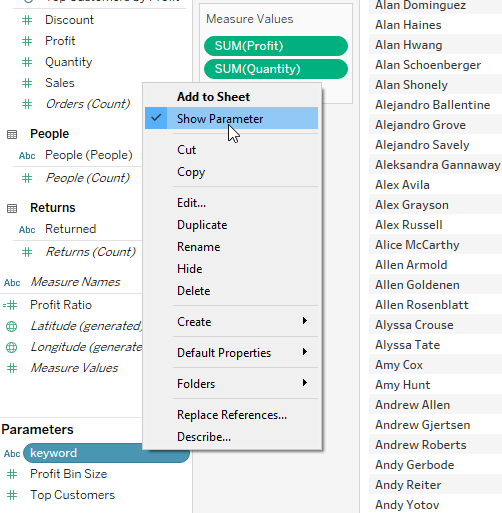 Top Customers by Profit
Discount
Profit
Quantity
Sales
Orders (Count)
People
Abc People (People)
People (Count)
Returns
Abc Returned
Returns (Count)
Abc Measure Names
Profit Ratio
Latitude (generated)
Longitude (generate
Measure Values
Parameters
Abc keyword
Profit Bin Size
Top Customers
Add to Sheet
Show Parameter
Cut
Copy
Edit...
Duplicate
Rename
Hide
Delete
Create
Default Properties
Folders
Replace References...
Describe...
Measure Values
SUM(Profit)
SUM(Quantity)
Alan Dominguez
Alan Haines
Alan Hwang
Alan Schoenberger
Alan Shonely
Alejandro Ballentine
Alejandro Grove
Alejandro Savely
Aleksandra Gannaway
Alex Avila
Alex Grayson
Alex Russell
Alice McCarthy
Allen Armold
Allen Goldenen
Allen Rosenblatt
Alyssa Crouse
Alyssa Tate
Amy Cox
Amy Hunt
Andrew Allen
Andrew Gjertsen
Andrew Roberts
Andy Gerbode
Andy Reiter
Andy Yotov